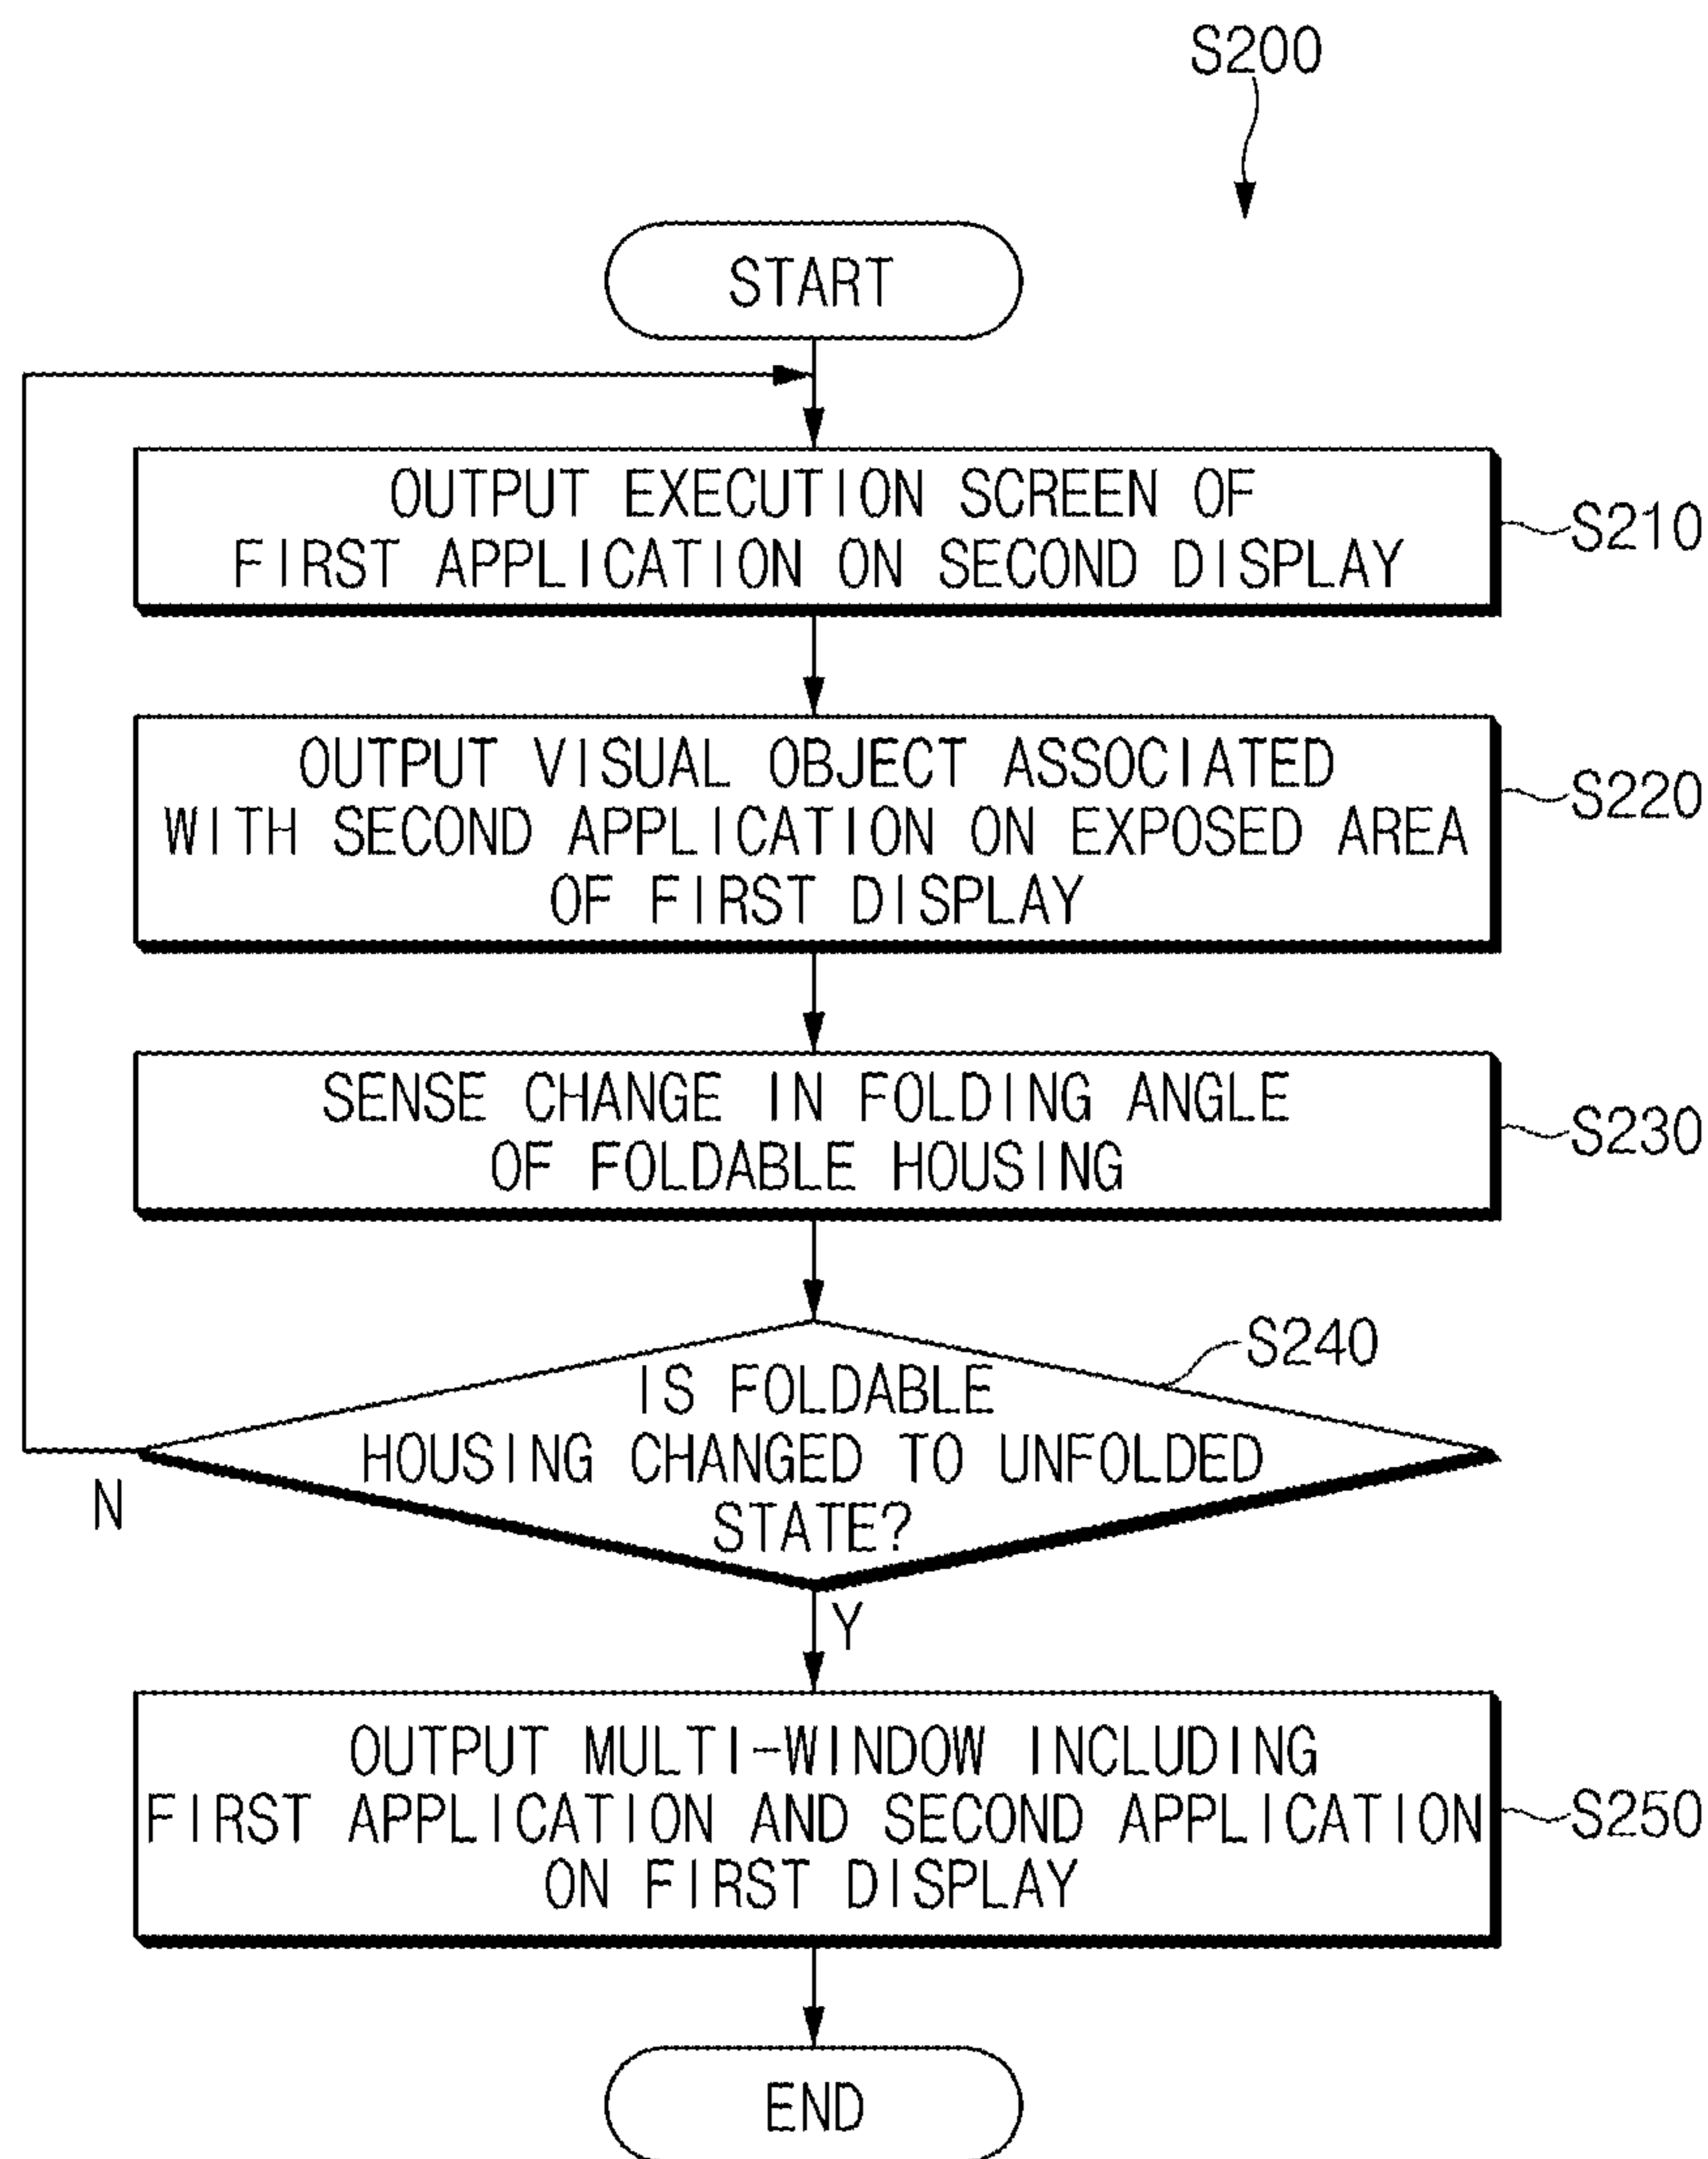 S200
START
OUTPUT EXECUTION SCREEN OF
FIRST APPLICATION ON SECOND DISPLAY
S210
OUTPUT VISUAL OBJECT ASSOCIATED
WITH SECOND APPLICATION ON EXPOSED AREA
OF FIRST DISPLAY
S220
SENSE CHANGE IN FOLDING ANGLE
OF FOLDABLE HOUSING
S230
S240
IS FOLDABLE
HOUSING CHANGED TO UNFOLDED
STATE?
N
Y
OUTPUT MULTI-WINDOW INCLUDING
FIRST APPLICATION AND SECOND APPLICATION
ON FIRST DISPLAY
S250
END